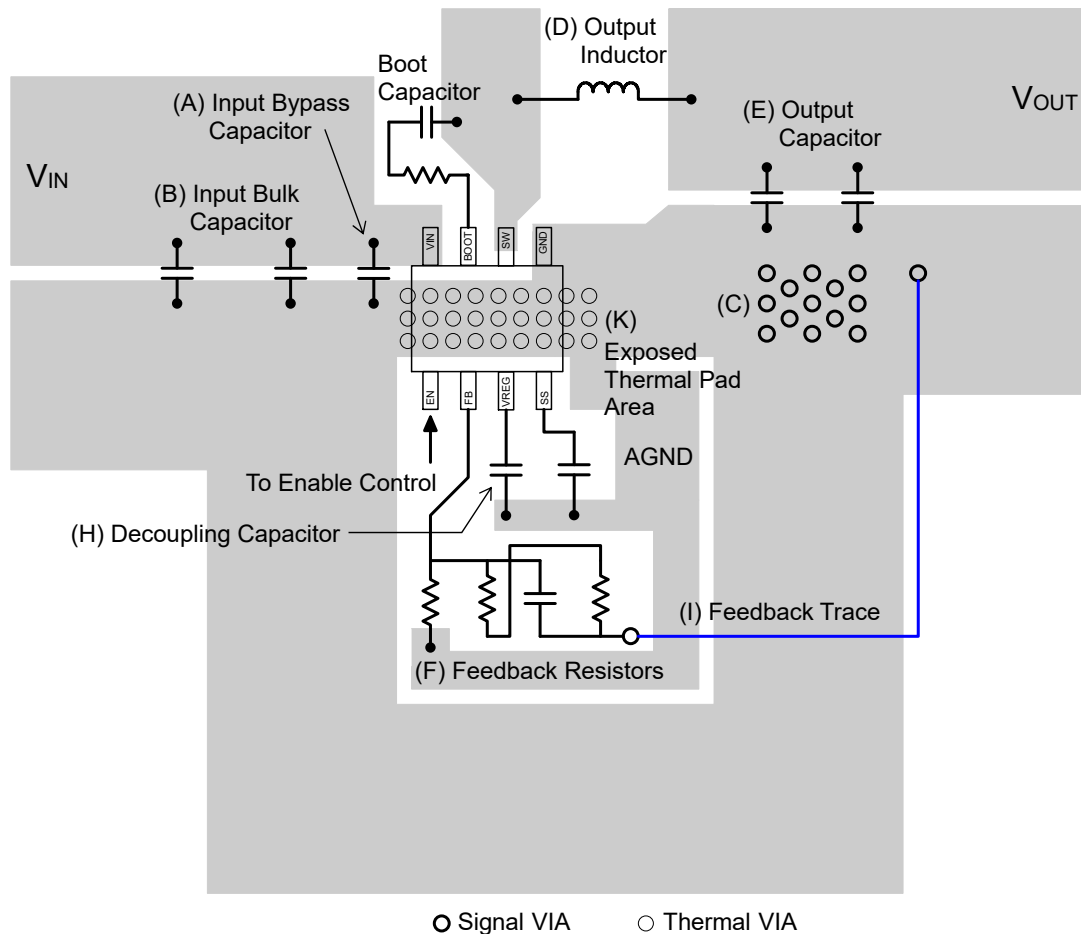 (D) Output
Inductor
Boot
Capacitor
(A) Input Bypass
Capacitor
(E) Output
Capacitor
VOUT
VIN
(B) Input Bulk
Capacitor
VIN
BOOT
SW
GND
(C)
(K)
Exposed
Thermal Pad
Area
EN
FB
VREG
SS
AGND
To Enable Control
(H) Decoupling Capacitor
(I) Feedback Trace
(F) Feedback Resistors
Signal VIA
Thermal VIA